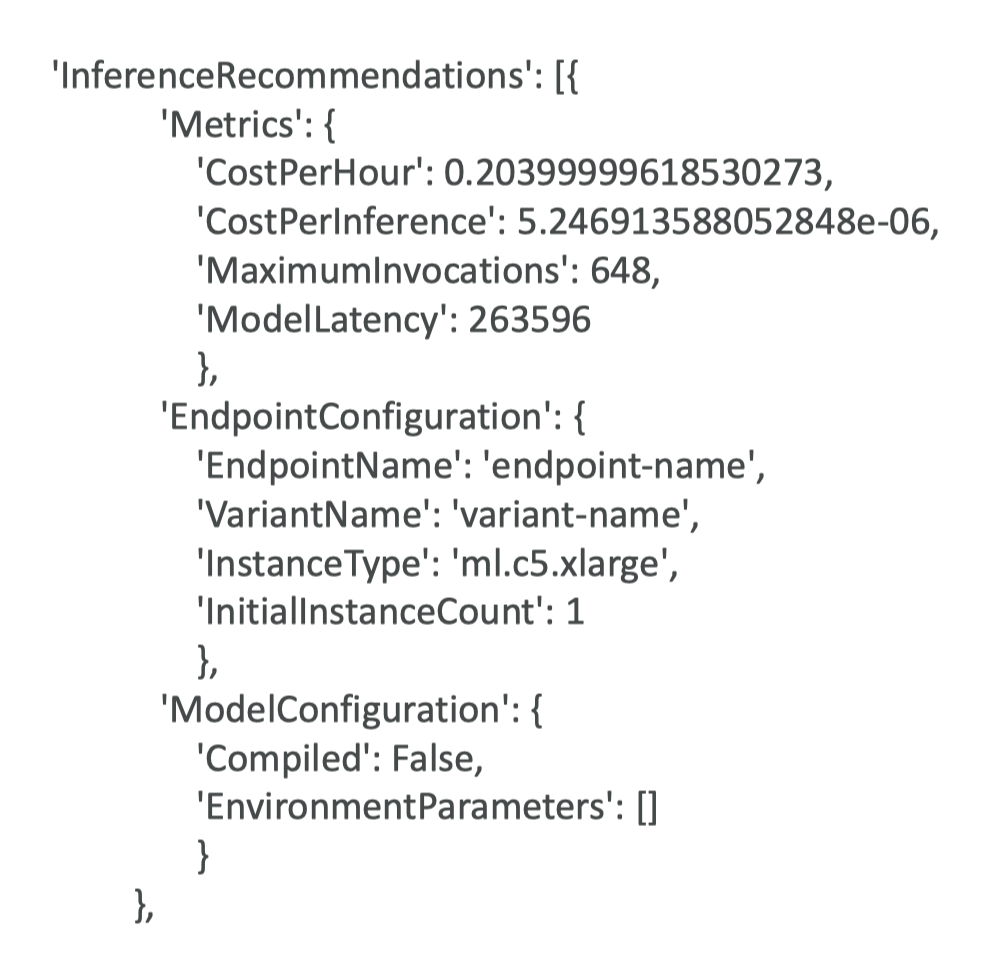 'InferenceRecommendations': [{
'Metrics': {
'CostPerHour': 0.20399999618530273,
'CostPerInference': 5.246913588052848e-06,
'MaximumInvocations': 648,
'ModelLatency': 263596
},
'EndpointConfiguration': {
'EndpointName': 'endpoint-name',
'VariantName': 'variant-name',
'InstanceType': 'ml.c5.xlarge',
'InitialInstanceCount': 1
},
'ModelConfiguration': {
'Compiled': False,
'EnvironmentParameters': []
}
},